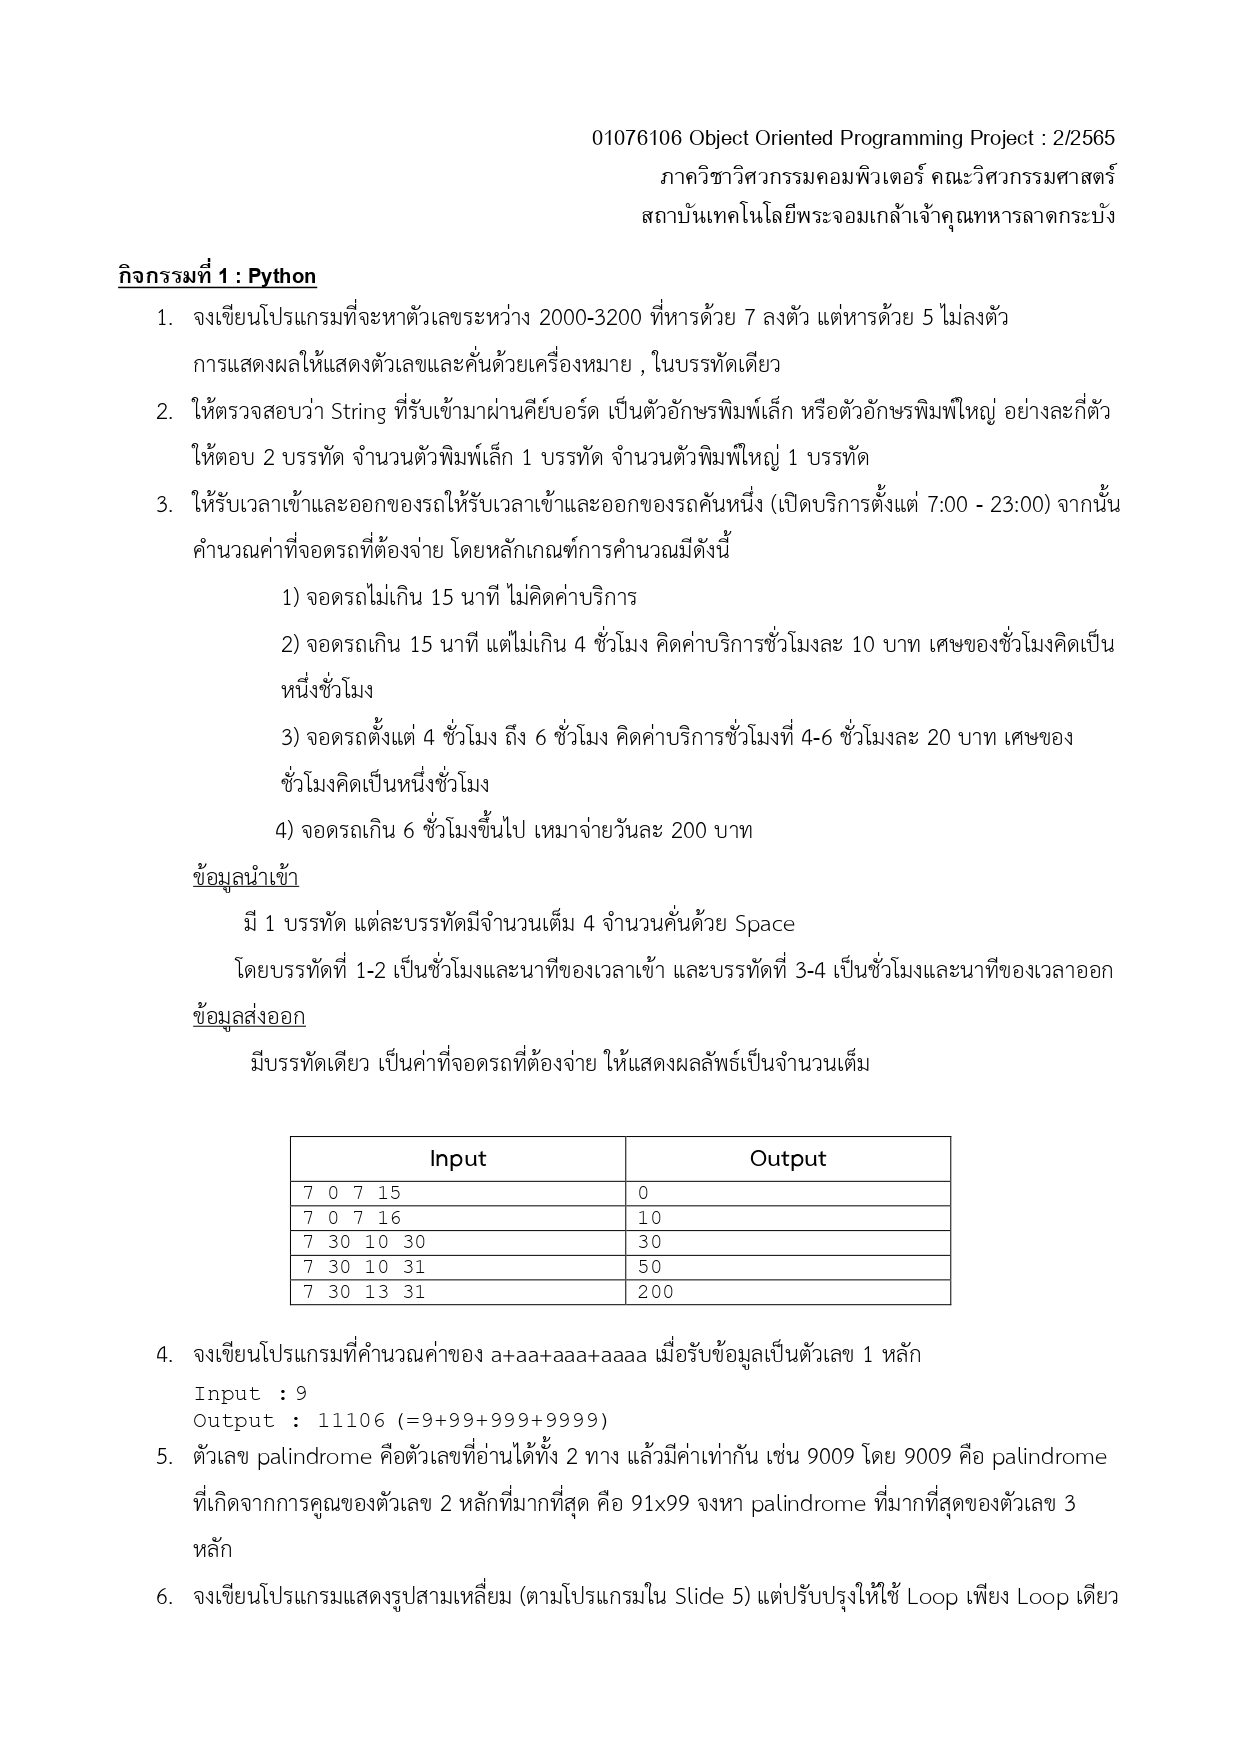 01076106 Object Oriented Programming Project : 2/2565
ภาควิชาวิศวกรรมคอมพิวเตอร์ คณะวิศวกรรมศาสตร์
สถาบันเทคโนโลยีพระจอมเกล้าเจ้าคุณทหารลาดกระบัง
กิจกรรมที่ 1 : Python
1. จงเขียนโปรแกรมที่จะหาตัวเลขระหว่าง 2000-3200 ที่หารด้วย 7 ลงตัว แต่หารด้วย 5 ไม่ลงตัว
การแสดงผลให้แสดงตัวเลขและคั่นด้วยเครื่องหมาย , ในบรรทัดเดียว
2. ให้ตรวจสอบว่า String ที่รับเข้ามาผ่านคีย์บอร์ด เป็นตัวอักษรพิมพ์เล็ก หรือตัวอักษรพิมพ์ใหญ่ อย่างละกี่ตัว
ให้ตอบ 2 บรรทัด จำนวนตัวพิมพ์เล็ก 1 บรรทัด จำนวนตัวพิมพ์ใหญ่ 1 บรรทัด
3. ให้รับเวลาเข้าและออกของรถให้รับเวลาเข้าและออกของรถคันหนึ่ง (เปิดบริการตั้งแต่ 7:00 - 23:00) จากนั้น
คำนวณค่าที่จอดรถที่ต้องจ่าย โดยหลักเกณฑ์การคำนวณมีดังนี้
1) จอดรถไม่เกิน 15 นาที ไม่คิดค่าบริการ
2) จอดรถเกิน 15 นาที แต่ไม่เกิน 4 ชั่วโมง คิดค่าบริการชั่วโมงละ 10 บาท เศษของชั่วโมงคิดเป็น
หนึ่งชั่วโมง
3) จอดรถตั้งแต่ 4 ชั่วโมง ถึง 6 ชั่วโมง คิดค่าบริการชั่วโมงที่ 4-6 ชั่วโมงละ 20 บาท เศษของ
ชั่วโมงคิดเป็นหนึ่งชั่วโมง
4) จอดรถเกิน 6 ชั่วโมงขึ้นไป เหมาจ่ายวันละ 200 บาท
ข้อมูลนำเข้า
มี 1 บรรทัด แต่ละบรรทัดมีจำนวนเต็ม 4 จำนวนคั่นด้วย Space
โดยบรรทัดที่ 1-2 เป็นชั่วโมงและนาทีของเวลาเข้า และบรรทัดที่ 3-4 เป็นชั่วโมงและนาทีของเวลาออก
ข้อมูลส่งออก
มีบรรทัดเดียว เป็นค่าที่จอดรถที่ต้องจ่าย ให้แสดงผลลัพธ์เป็นจำนวนเต็ม
Input Output
7 0 7 15 0
7 0 7 16 10
7 30 10 30 30
7 30 10 31 50
7 30 13 31 200
4. จงเขียนโปรแกรมที่คำนวณค่าของ a+aa+aaa+aaaa เมื่อรับข้อมูลเป็นตัวเลข 1 หลัก
Input : 9
Output : 11106 (=9+99+999+9999)
5. ตัวเลข palindrome คือตัวเลขที่อ่านได้ทั้ง 2 ทาง แล้วมีค่าเท่ากัน เช่น 9009 โดย 9009 คือ palindrome
ที่เกิดจากการคูณของตัวเลข 2 หลักที่มากที่สุด คือ 91x99 จงหา palindrome ที่มากที่สุดของตัวเลข 3
หลัก
6. จงเขียนโปรแกรมแสดงรูปสามเหลี่ยม (ตามโปรแกรมใน Slide 5) แต่ปรับปรุงให้ใช้ Loop เพียง Loop เดียว